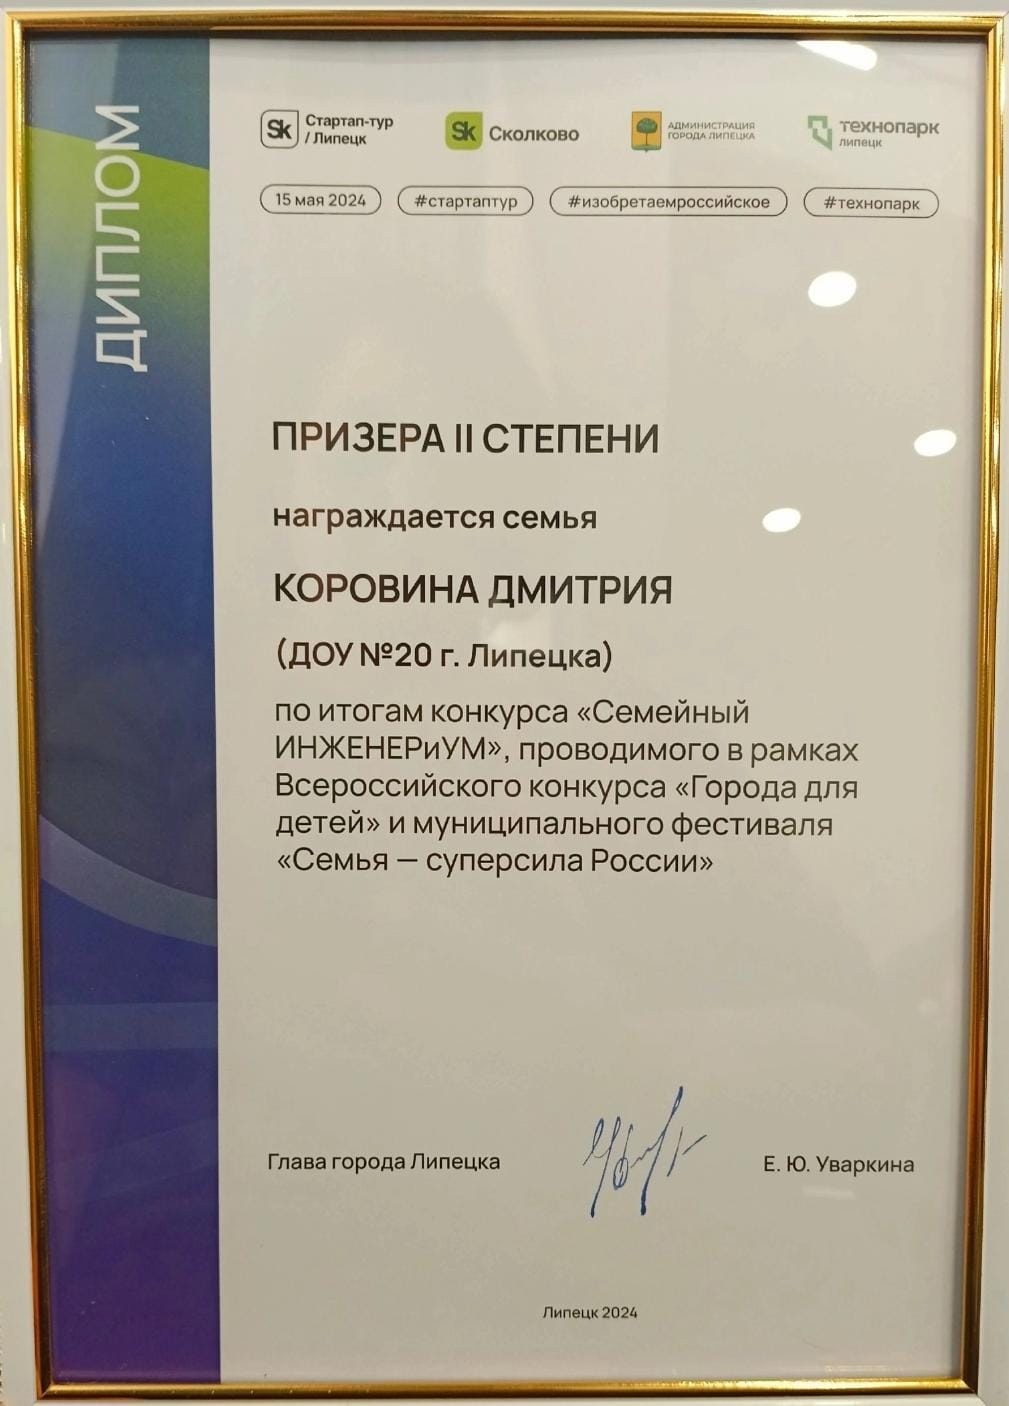 ДИПЛОМ
Sk Стартап-тур
/ Липецк
Sk Сколково
АДМИНИСТРАЦИЯ
ГОРОДА ЛИПЕЦКА
ТЕХНОПАРК
ЛИПЕЦК
15 мая 2024 #стартаптур #изобретаемроссийское #технопарк
ПРИЗЕРА II СТЕПЕНИ
награждается семья
КОРОВИНА ДМИТРИЯ
(ДОУ №20 г. Липецка)
по итогам конкурса «Семейный
ИНЖЕНЕРиУМ», проводимого в рамках
Всероссийского конкурса «Города для
детей» и муниципального фестиваля
«Семья — суперсила России»
Глава города Липецка Е. Ю. Уваркина
Липецк 2024